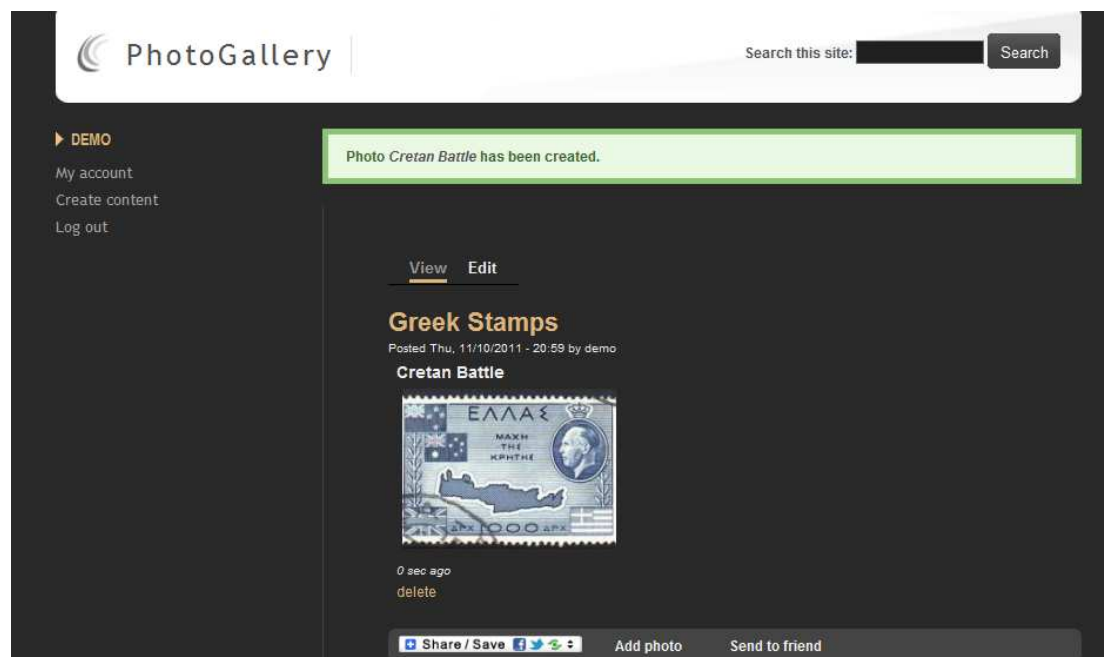 PhotoGallery
Search this site:
Search
DEMO
My account
Create content
Log out
Photo Cretan Battle has been created.
View Edit
Greek Stamps
Posted Thu, 11/10/2011 - 20:59 by demo
Cretan Battle
ΕΛΛΑΣ
ΜΑΧΗ
ΤΗΣ
ΚΡΗΤΗΣ
ΔΡΧ 1000 ΔΡΧ
0 sec ago
delete
Share / Save
Add photo
Send to friend